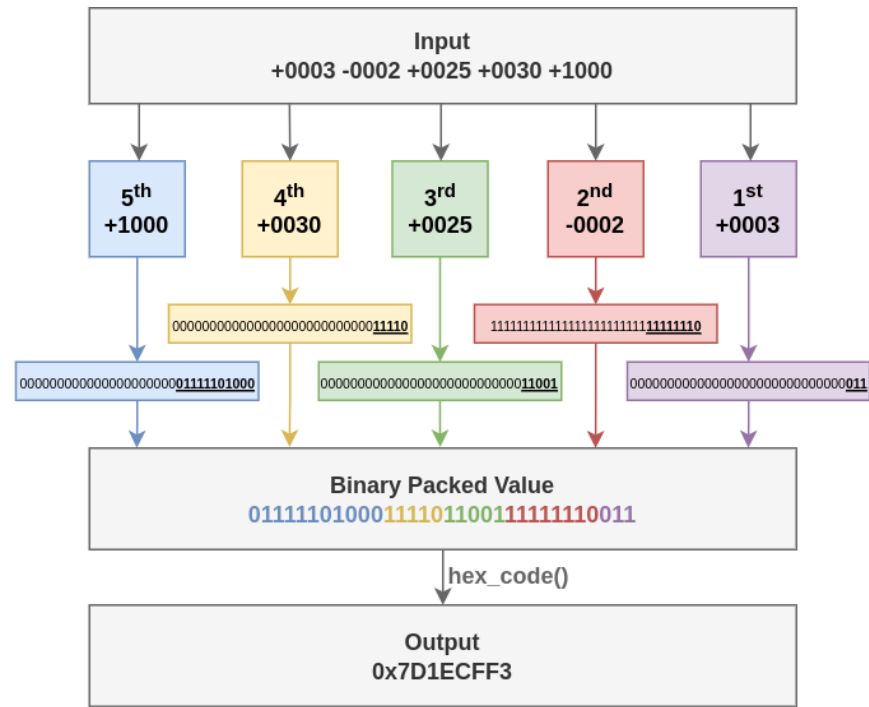 Input
+0003 -0002 +0025 +0030 +1000
5th
+1000
4th
+0030
3rd
+0025
2nd
-0002
1st
+0003
00000000000000000000000000011110
11111111111111111111111111111110
00000000000000000000001111101000
00000000000000000000000000011001
00000000000000000000000000000011
Binary Packed Value
01111101000111101100111111110011
hex_code()
Output
0x7D1ECFF3